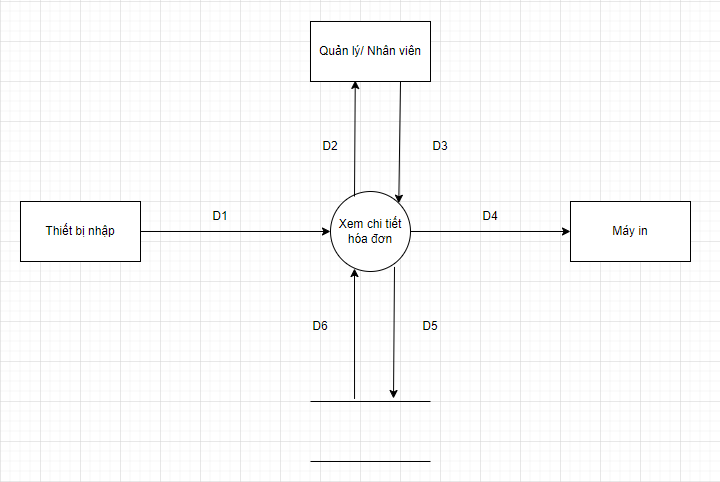 Quản lý/ Nhân viên
D2
D3
D1
D4
Thiết bị nhập
Xem chi tiết
hóa đơn
Máy in
D6
D5